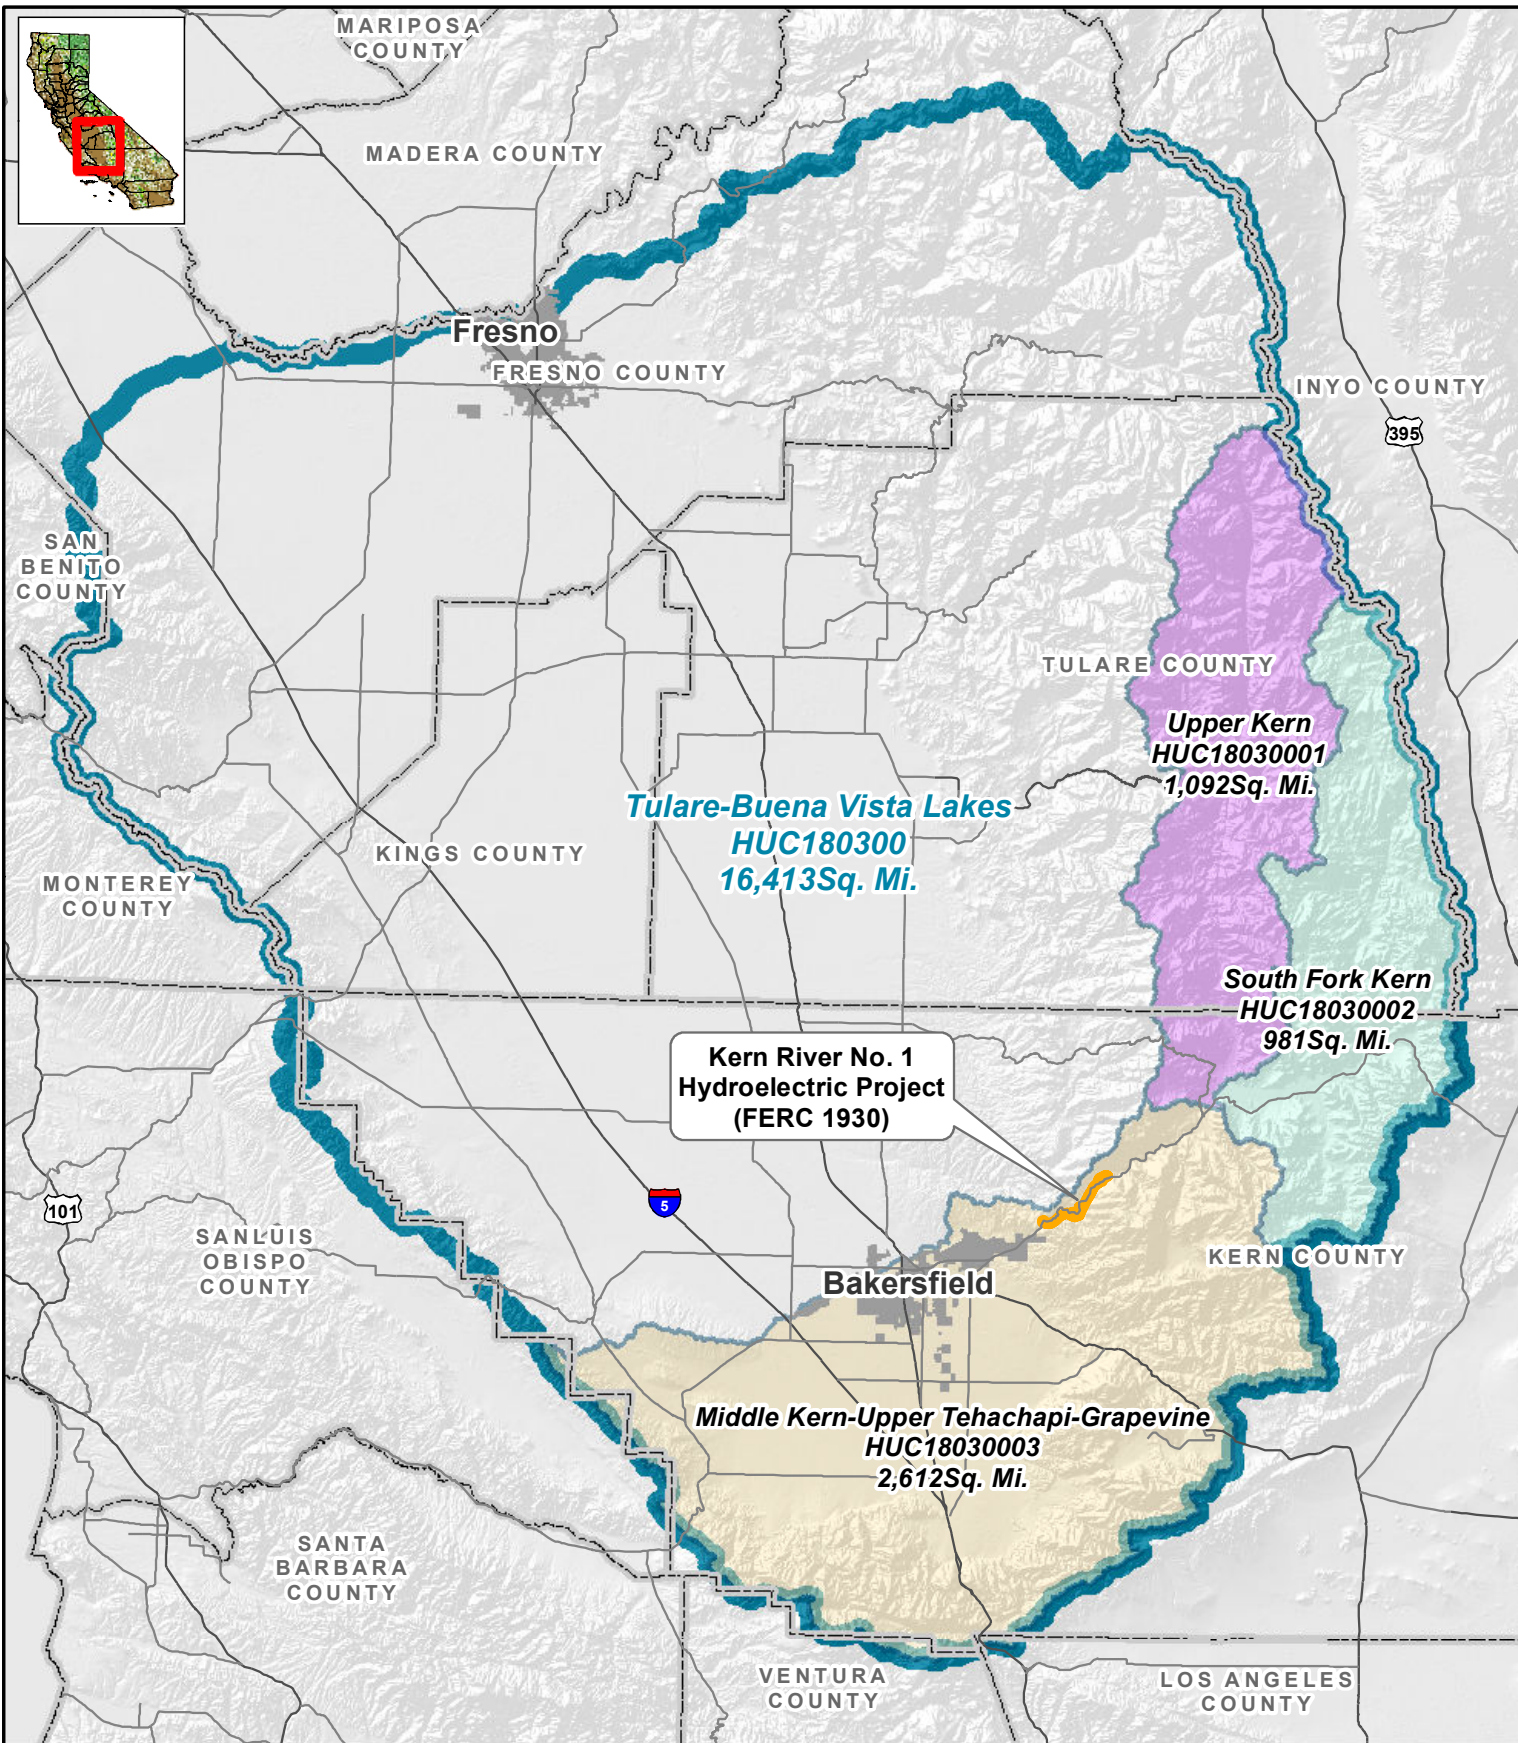 MARIPOSA
COUNTY
MADERA COUNTY
Fresno
FRESNO COUNTY
INYO COUNTY
395
SAN
BENITO
COUNTY
TULARE COUNTY
Upper Kern
HUC18030001
1,092Sq. Mi.
Tulare-Buena Vista Lakes
HUC180300
16,413Sq. Mi.
KINGS COUNTY
MONTEREY
COUNTY
South Fork Kern
HUC18030002
981Sq. Mi.
Kern River No. 1
Hydroelectric Project
(FERC 1930)
101
5
SANLUIS
OBISPO
COUNTY
KERN COUNTY
Bakersfield
Middle Kern-Upper Tehachapi-Grapevine
HUC18030003
2,612Sq. Mi.
SANTA
BARBARA
COUNTY
VENTURA
COUNTY
LOS ANGELES
COUNTY